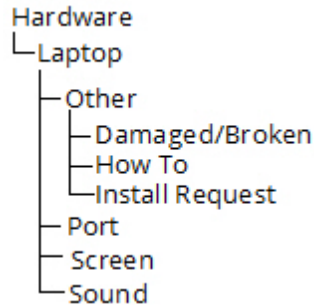 Hardware
Laptop
Other
Damaged/Broken
How To
Install Request
Port
Screen
Sound